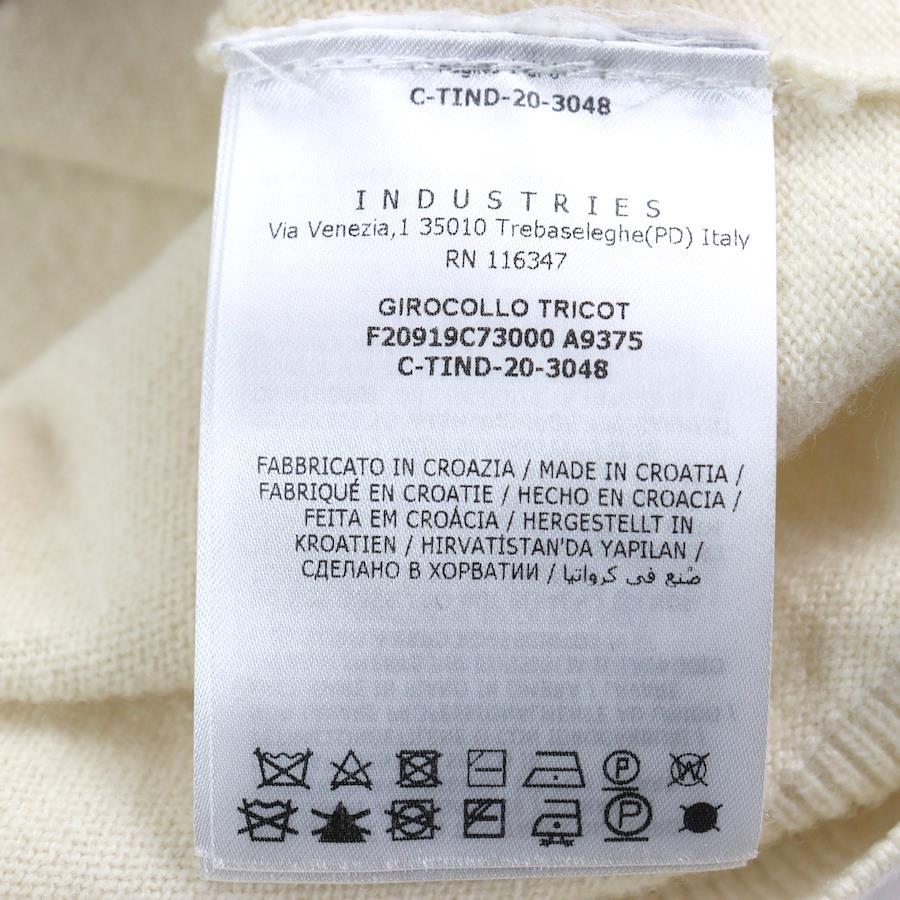 C-TIND-20-3048
INDUSTRIES
Via Venezia,1 35010 Trebaseleghe(PD) Italy
RN 116347
GIROCOLLO TRICOT
F20919C73000 A9375
C-TIND-20-3048
FABBRICATO IN CROAZIA / MADE IN CROATIA /
FABRIQUÉ EN CROATIE / HECHO EN CROACIA /
FEITA EM CROÁCIA / HERGESTELLT IN
KROATIEN / HIRVATİSTAN'DA YAPILAN /
СДЕЛАНО В ХОРВАТИИ / صُنع في كرواتيا
P W
P